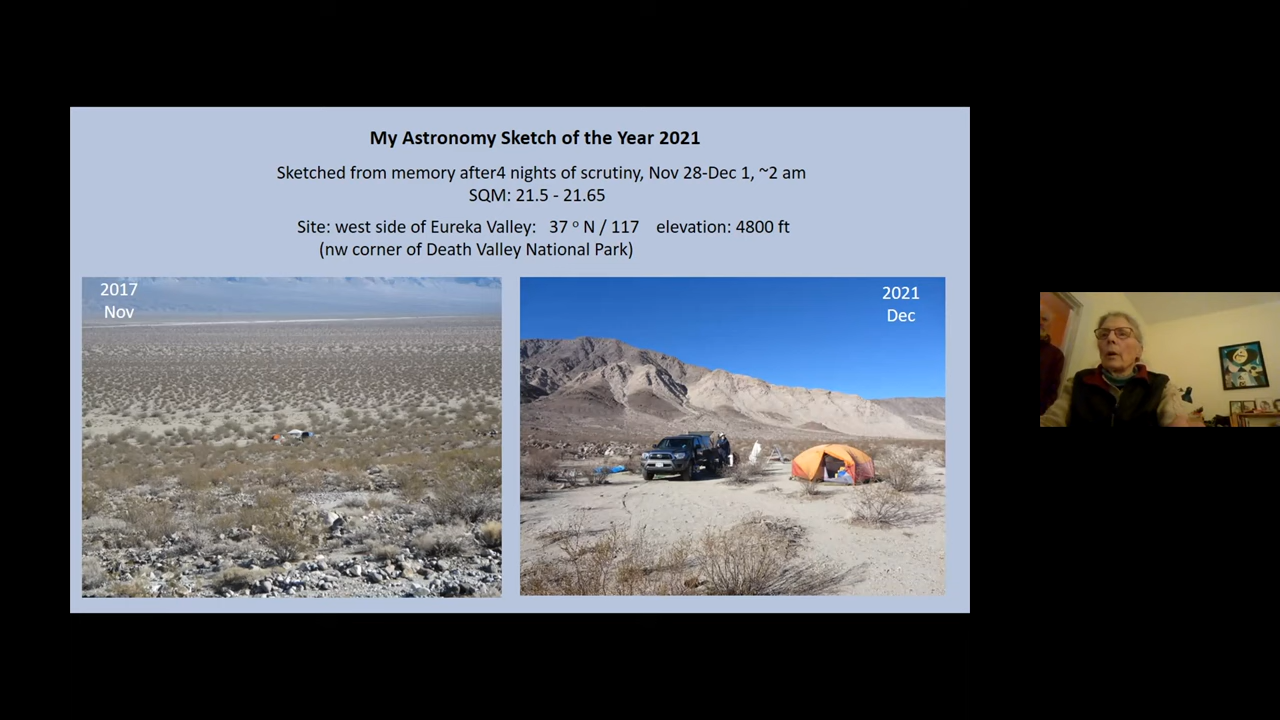 My Astronomy Sketch of the Year 2021
Sketched from memory after4 nights of scrutiny, Nov 28-Dec 1, ~2 am
SQM: 21.5 - 21.65
Site: west side of Eureka Valley: 37 º N / 117 elevation: 4800 ft
(nw corner of Death Valley National Park)
2017
Nov
2021
Dec